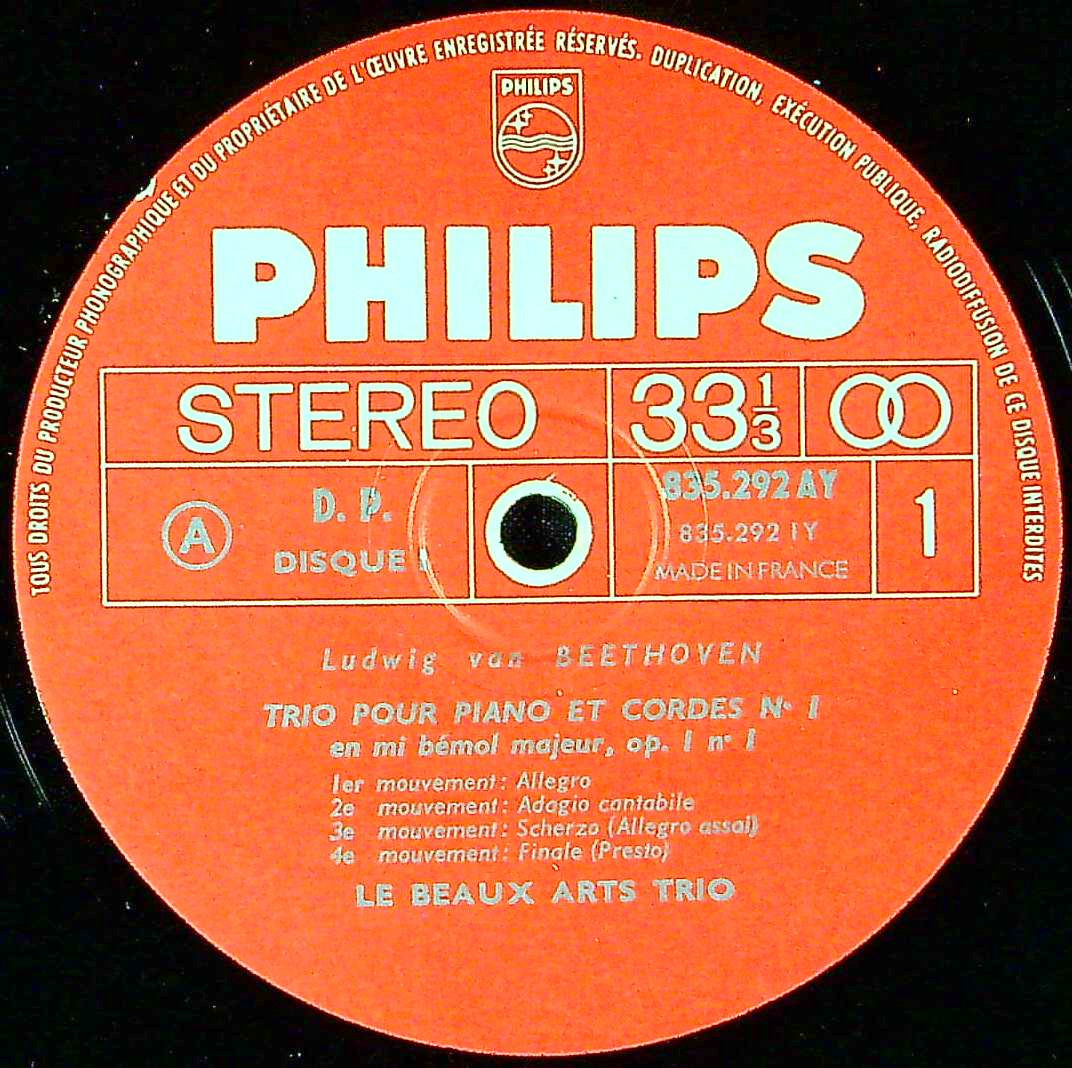 TOUS DROITS DU PRODUCTEUR PHONOGRAPHIQUE ET DU PROPRIÉTAIRE DE L'ŒUVRE ENREGISTRÉE RÉSERVÉS. DUPLICATION, EXÉCUTION PUBLIQUE, RADIODIFFUSION DE CE DISQUE INTERDITES
PHILIPS
PHILIPS
STEREO 33 1/3
A D. P. 835.292 AY 1
DISQUE I 835.292 1Y
MADE IN FRANCE
Ludwig van BEETHOVEN
TRIO POUR PIANO ET CORDES N° I
en mi bémol majeur, op. I n° I
1er mouvement: Allegro
2e mouvement: Adagio cantabile
3e mouvement: Scherzo (Allegro assai)
4e mouvement: Finale (Presto)
LE BEAUX ARTS TRIO